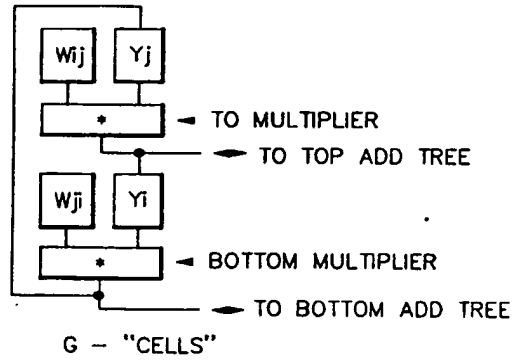 Wij Yj
* TO MULTIPLIER
TO TOP ADD TREE
Wji Yi
* BOTTOM MULTIPLIER
TO BOTTOM ADD TREE
G - "CELLS"